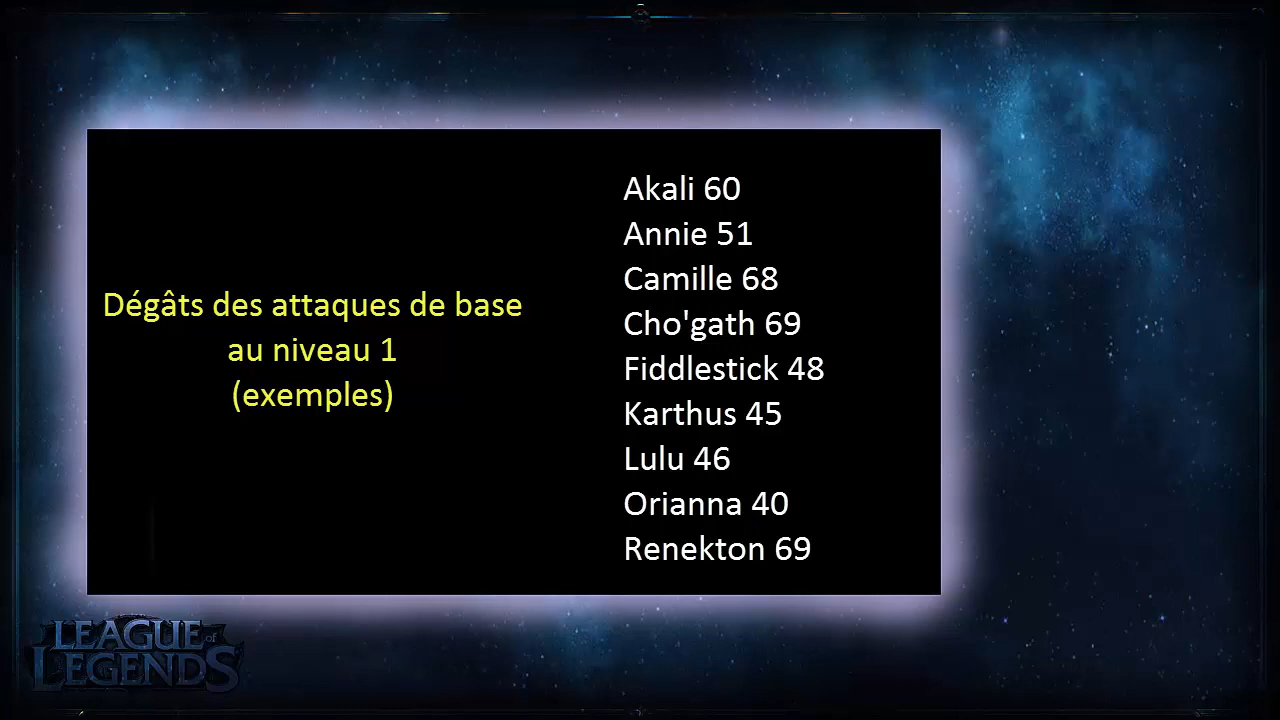 Dégâts des attaques de base
au niveau 1
(exemples)
Akali 60
Annie 51
Camille 68
Cho'gath 69
Fiddlestick 48
Karthus 45
Lulu 46
Orianna 40
Renekton 69
LEAGUE of
LEGENDS